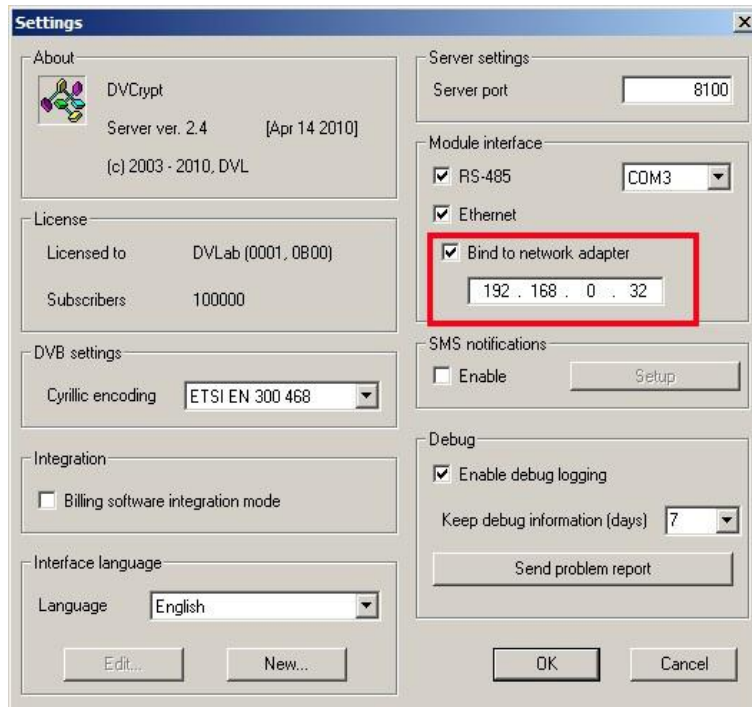 Settings
About
DVCrypt
Server ver. 2.4 [Apr 14 2010]
(c) 2003 - 2010, DVL
License
Licensed to DVLab (0001, 0B00)
Subscribers 100000
DVB settings
Cyrillic encoding ETSI EN 300 468
Integration
Billing software integration mode
Interface language
Language English
Edit... New...
Server settings
Server port 8100
Module interface
RS-485 COM3
Ethernet
Bind to network adapter
192 . 168 . 0 . 32
SMS notifications
Enable Setup
Debug
Enable debug logging
Keep debug information (days) 7
Send problem report
OK Cancel